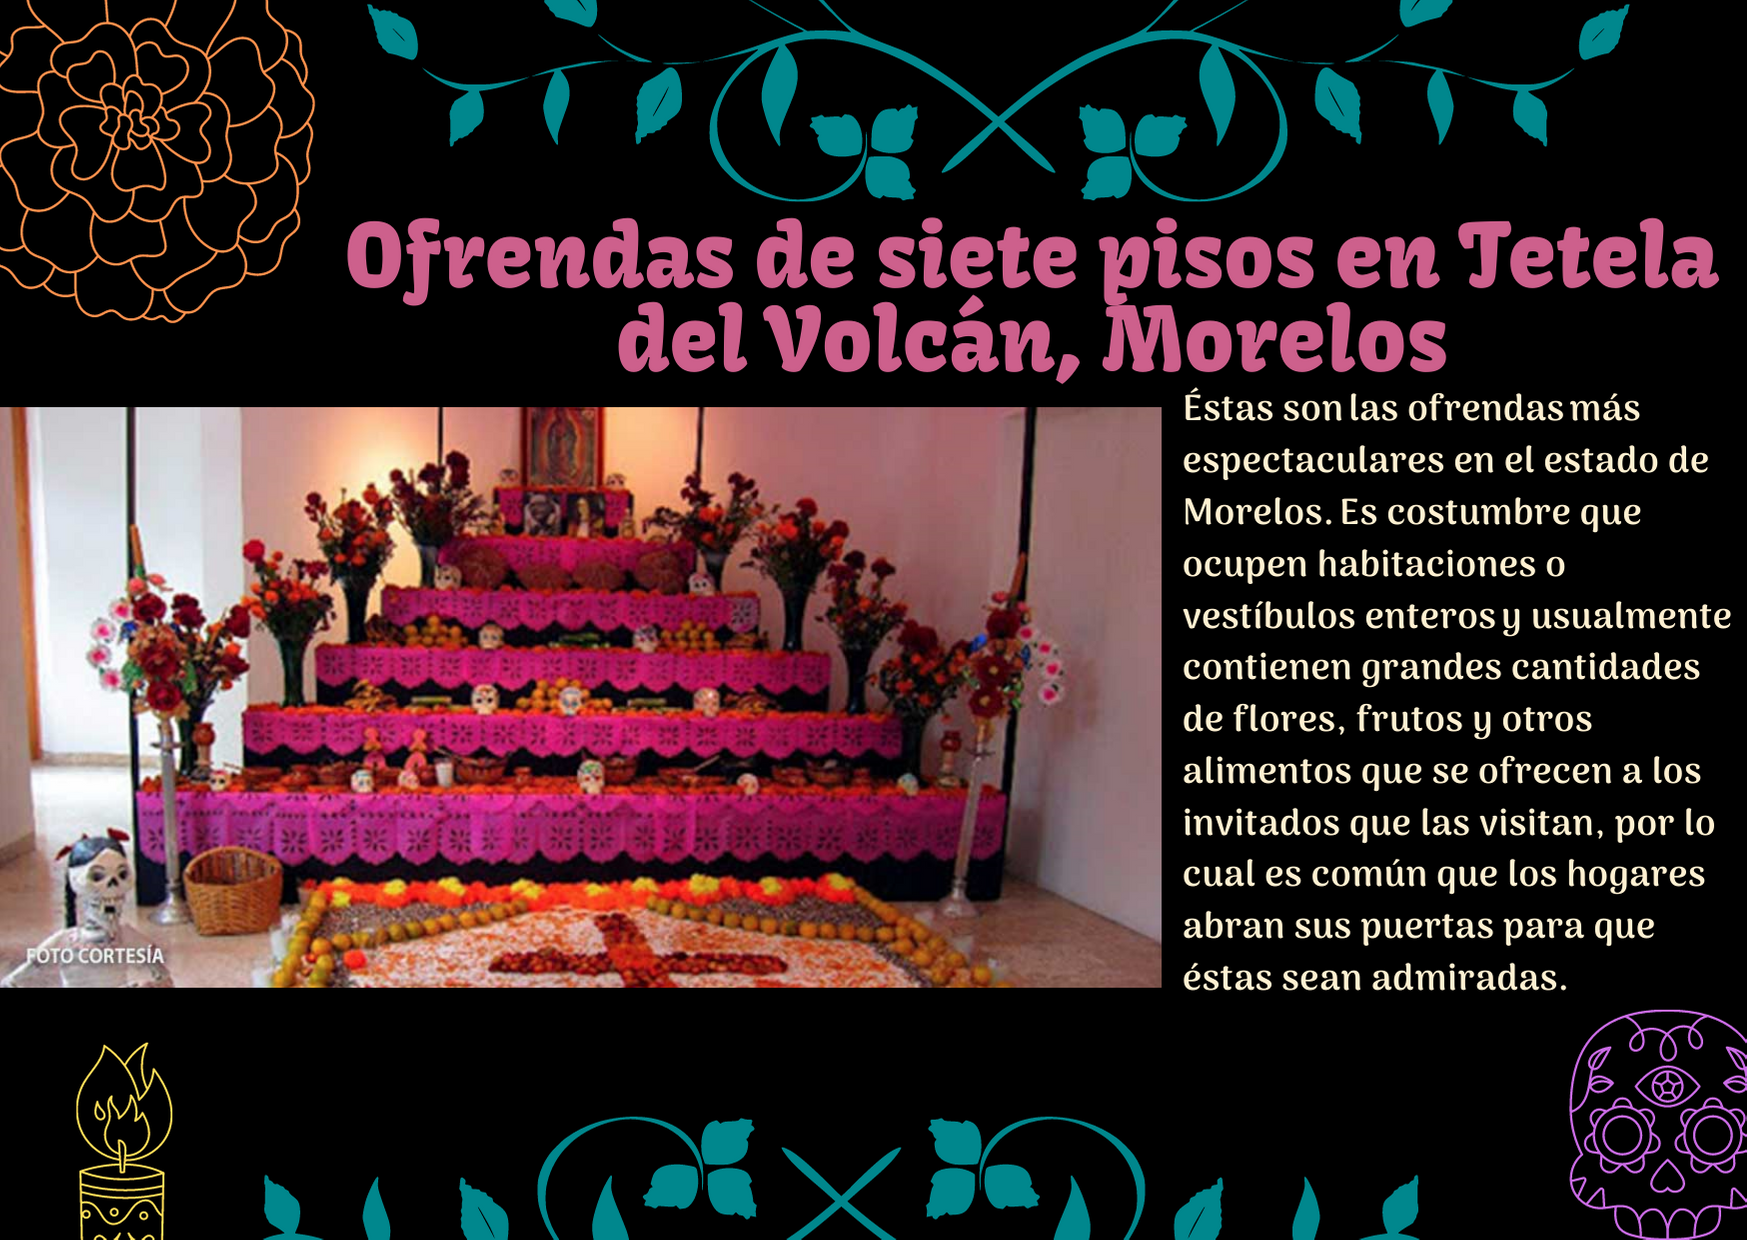 Ofrendas de siete pisos en Tetela
del Volcán, Morelos
Éstas son las ofrendas más
espectaculares en el estado de
Morelos. Es costumbre que
ocupen habitaciones o
vestíbulos enteros y usualmente
contienen grandes cantidades
de flores, frutos y otros
alimentos que se ofrecen a los
invitados que las visitan, por lo
cual es común que los hogares
abran sus puertas para que
éstas sean admiradas.
FOTO CORTESÍA